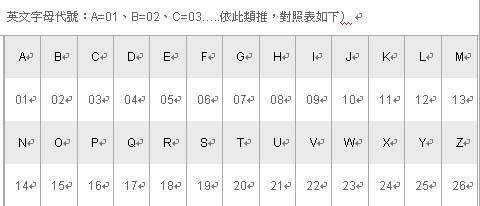 英文字母代號：A=01、B=02、C=03…..依此類推，對照表如下)
A B C D E F G H I J K L M
01 02 03 04 05 06 07 08 09 10 11 12 13
N O P Q R S T U V W X Y Z
14 15 16 17 18 19 20 21 22 23 24 25 26